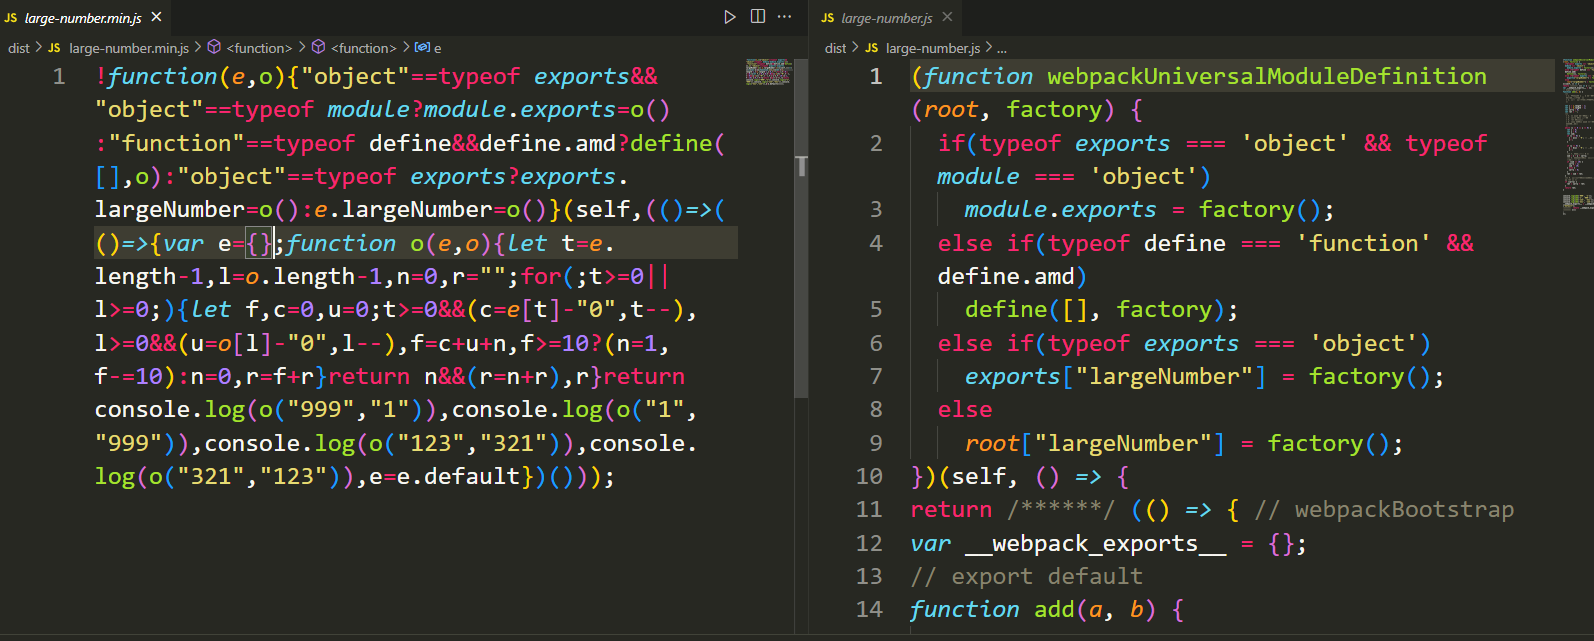 JS large-number.min.js ×
dist > JS large-number.min.js > <function> > <function> > e
1 !function(e,o){"object"==typeof exports&&
"object"==typeof module?module.exports=o()
:"function"==typeof define&&define.amd?define(
[],o):"object"==typeof exports?exports.
largeNumber=o():e.largeNumber=o()}(self,(()=>(
()=>{var e={};function o(e,o){let t=e.
length-1,l=o.length-1,n=0,r="";for(;t>=0||
l>=0;){let f,c=0,u=0;t>=0&&(c=e[t]-"0",t--),
l>=0&&(u=o[l]-"0",l--),f=c+u+n,f>=10?(n=1,
f-=10):n=0,r=f+r}return n&&(r=n+r),r}return
console.log(o("999","1")),console.log(o("1",
"999")),console.log(o("123","321")),console.
log(o("321","123")),e=e.default})()));
JS large-number.js ×
dist > JS large-number.js > ...
1 (function webpackUniversalModuleDefinition
(root, factory) {
2 if(typeof exports === 'object' && typeof
module === 'object')
3 module.exports = factory();
4 else if(typeof define === 'function' &&
define.amd)
5 define([], factory);
6 else if(typeof exports === 'object')
7 exports["largeNumber"] = factory();
8 else
9 root["largeNumber"] = factory();
10 })(self, () => {
11 return /******/ (() => { // webpackBootstrap
12 var __webpack_exports__ = {};
13 // export default
14 function add(a, b) {